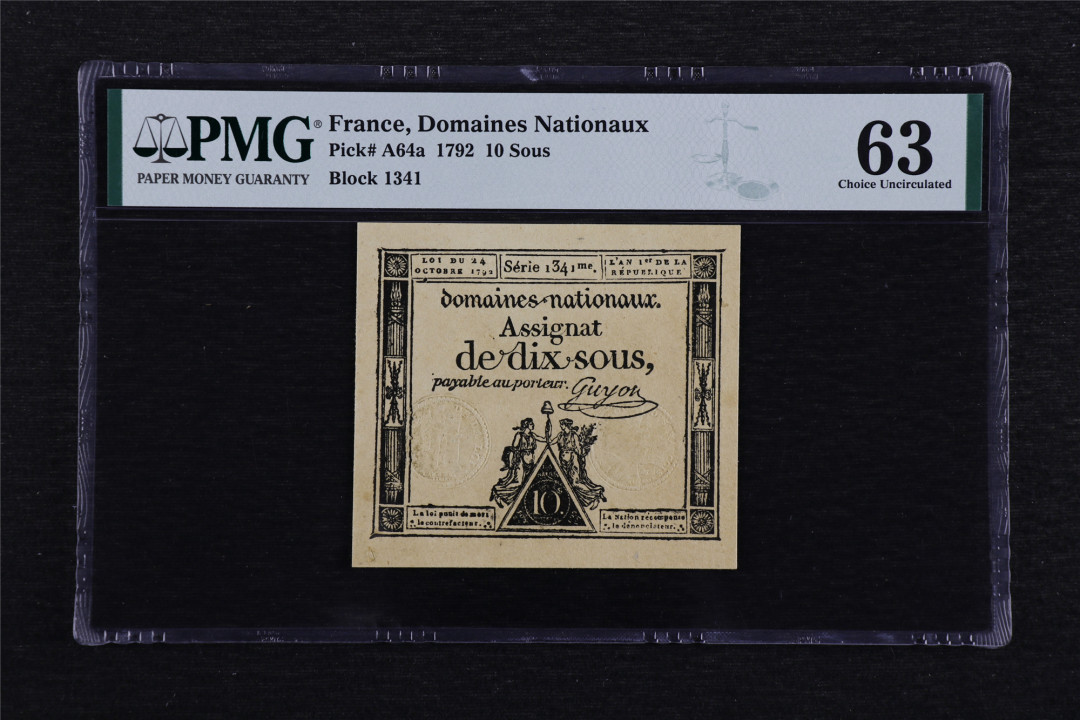 PMG®
PAPER MONEY GUARANTY
France, Domaines Nationaux
Pick# A64a 1792 10 Sous
Block 1341
63
Choice Uncirculated
LOI DU 24
OCTOBRE 1792
Série 1341me.
L'AN 1er DE LA
RÉPUBLIQUE
domaines nationaux.
Assignat
de dix sous,
payable au porteur.
Guyon
10.
La loi punit de mort
le contrefacteur.
La Nation récompense
le dénonciateur.